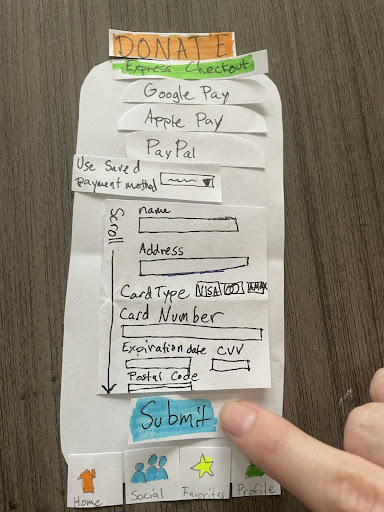 DONATE
Express Checkout
Google Pay
Apple Pay
PayPal
Use Saved
payment method
Scroll
name
Address
Card Type VISA AMAX
Card Number
Expiration date CVV
Postal Code
Submit
Home Social Favorites Profile